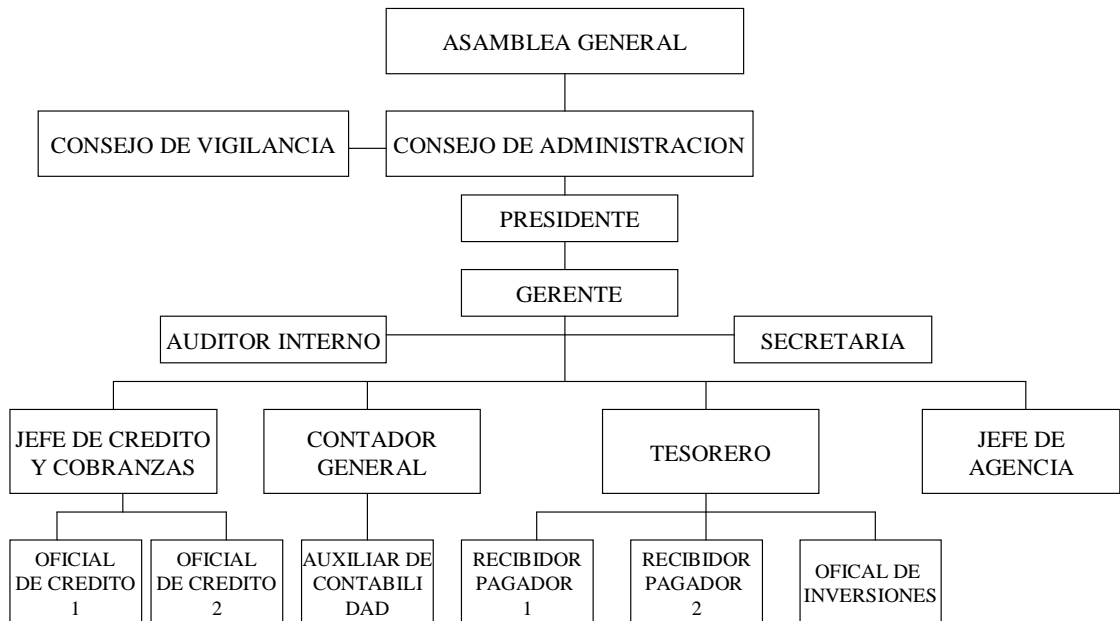 ASAMBLEA GENERAL
CONSEJO DE VIGILANCIA
CONSEJO DE ADMINISTRACION
PRESIDENTE
GERENTE
AUDITOR INTERNO
SECRETARIA
JEFE DE CREDITO
Y COBRANZAS
CONTADOR
GENERAL
TESORERO
JEFE DE
AGENCIA
OFICIAL
DE CREDITO
1
OFICIAL
DE CREDITO
2
AUXILIAR DE
CONTABILI
DAD
RECIBIDOR
PAGADOR
1
RECIBIDOR
PAGADOR
2
OFICAL DE
INVERSIONES